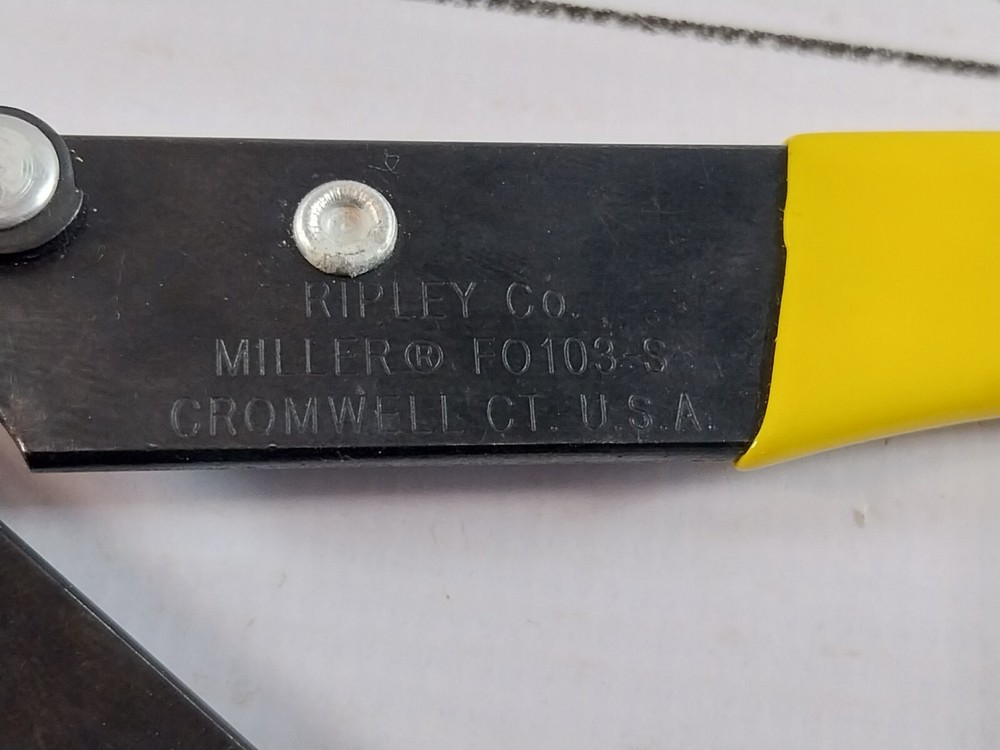 RIPLEY Co.
MILLER® FO103-S
CROMWELL CT. U.S.A.